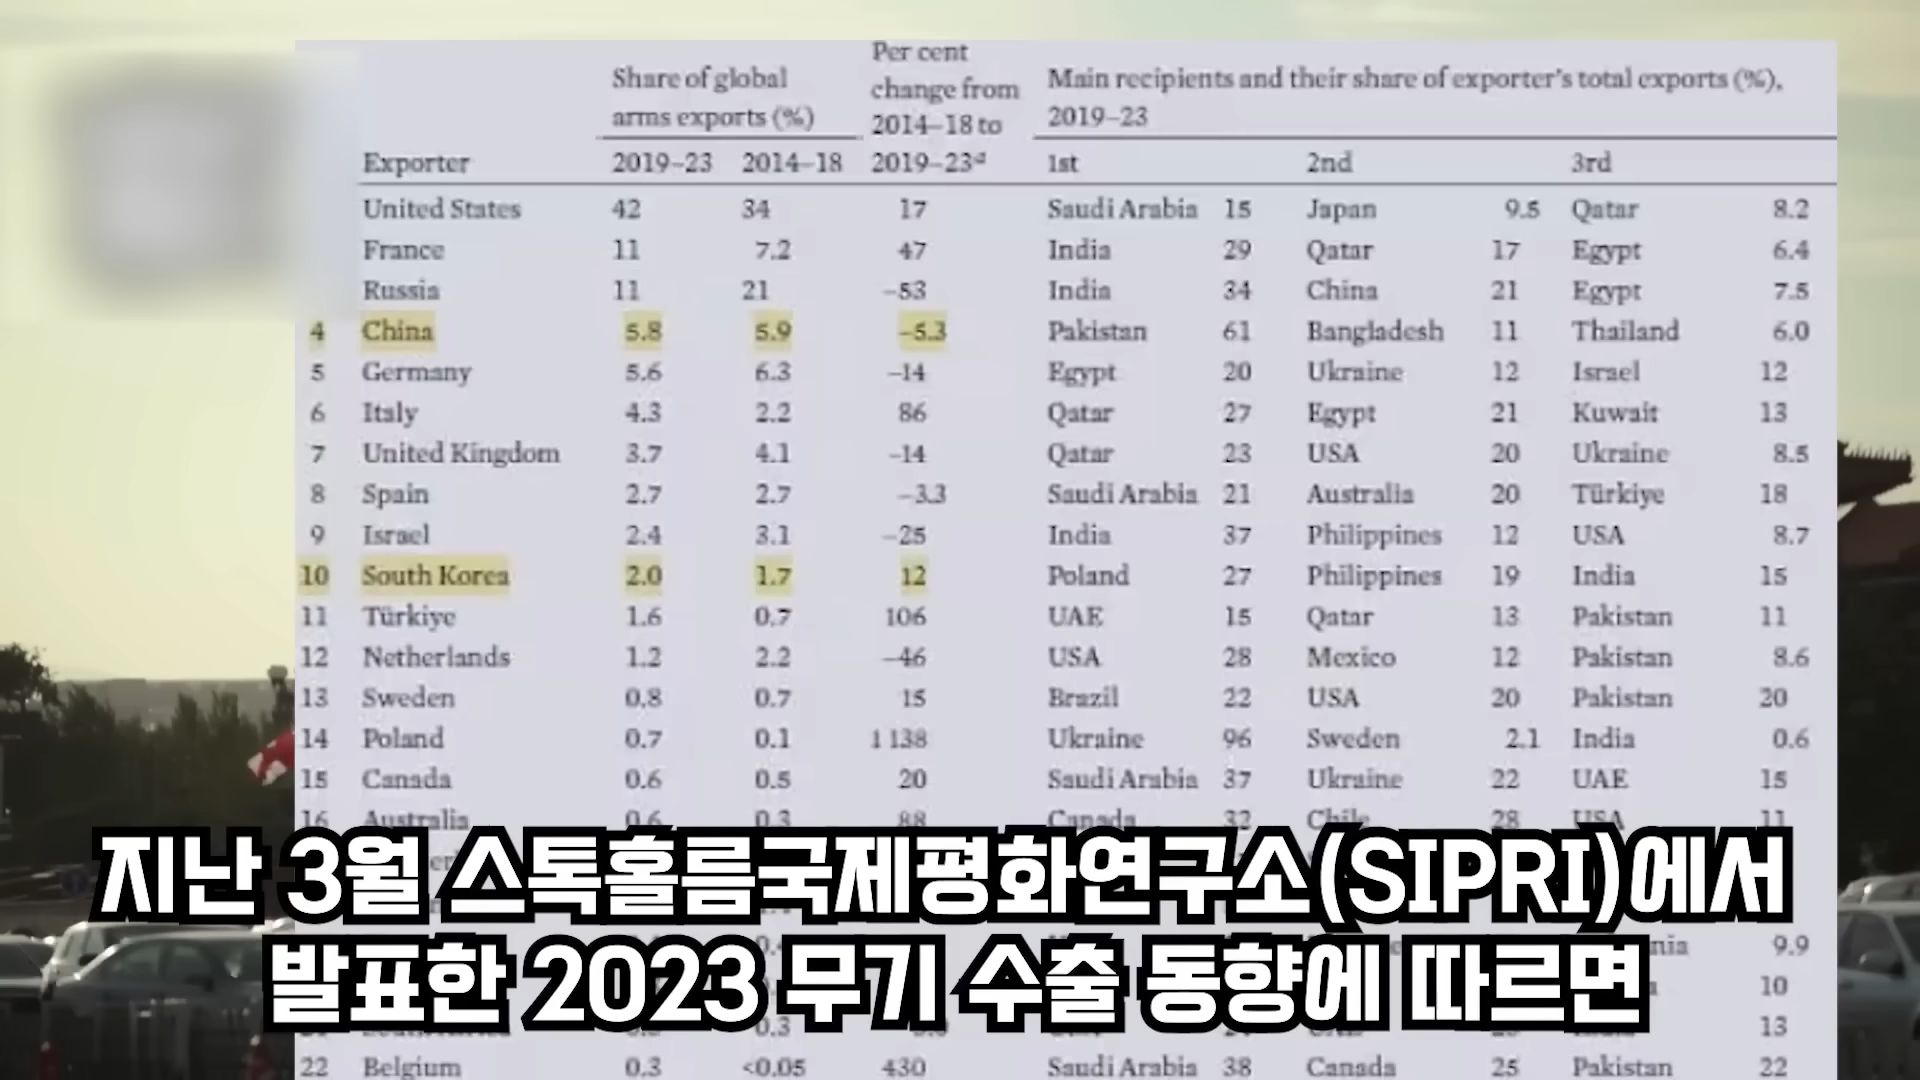 Share of global arms exports (%)
Per cent change from 2014–18 to 2019–23ᵈ
Main recipients and their share of exporter's total exports (%), 2019–23
Exporter 2019–23 2014–18 1st 2nd 3rd
United States 42 34 17 Saudi Arabia 15 Japan 9.5 Qatar 8.2
France 11 7.2 47 India 29 Qatar 17 Egypt 6.4
Russia 11 21 –53 India 34 China 21 Egypt 7.5
4 China 5.8 5.9 –5.3 Pakistan 61 Bangladesh 11 Thailand 6.0
5 Germany 5.6 6.3 –14 Egypt 20 Ukraine 12 Israel 12
6 Italy 4.3 2.2 86 Qatar 27 Egypt 21 Kuwait 13
7 United Kingdom 3.7 4.1 –14 Qatar 23 USA 20 Ukraine 8.5
8 Spain 2.7 2.7 –3.3 Saudi Arabia 21 Australia 20 Türkiye 18
9 Israel 2.4 3.1 –25 India 37 Philippines 12 USA 8.7
10 South Korea 2.0 1.7 12 Poland 27 Philippines 19 India 15
11 Türkiye 1.6 0.7 106 UAE 15 Qatar 13 Pakistan 11
12 Netherlands 1.2 2.2 –46 USA 28 Mexico 12 Pakistan 8.6
13 Sweden 0.8 0.7 15 Brazil 22 USA 20 Pakistan 20
14 Poland 0.7 0.1 1 138 Ukraine 96 Sweden 2.1 India 0.6
15 Canada 0.6 0.5 20 Saudi Arabia 37 Ukraine 22 UAE 15
16 Australia 0.6 0.3 88 Canada 32 Chile 28 USA 11
지난 3월 스톡홀름국제평화연구소(SIPRI)에서
9.9
발표한 2023 무기 수출 동향에 따르면
10
13
22 Belgium 0.3 <0.05 430 Saudi Arabia 38 Canada 25 Pakistan 22